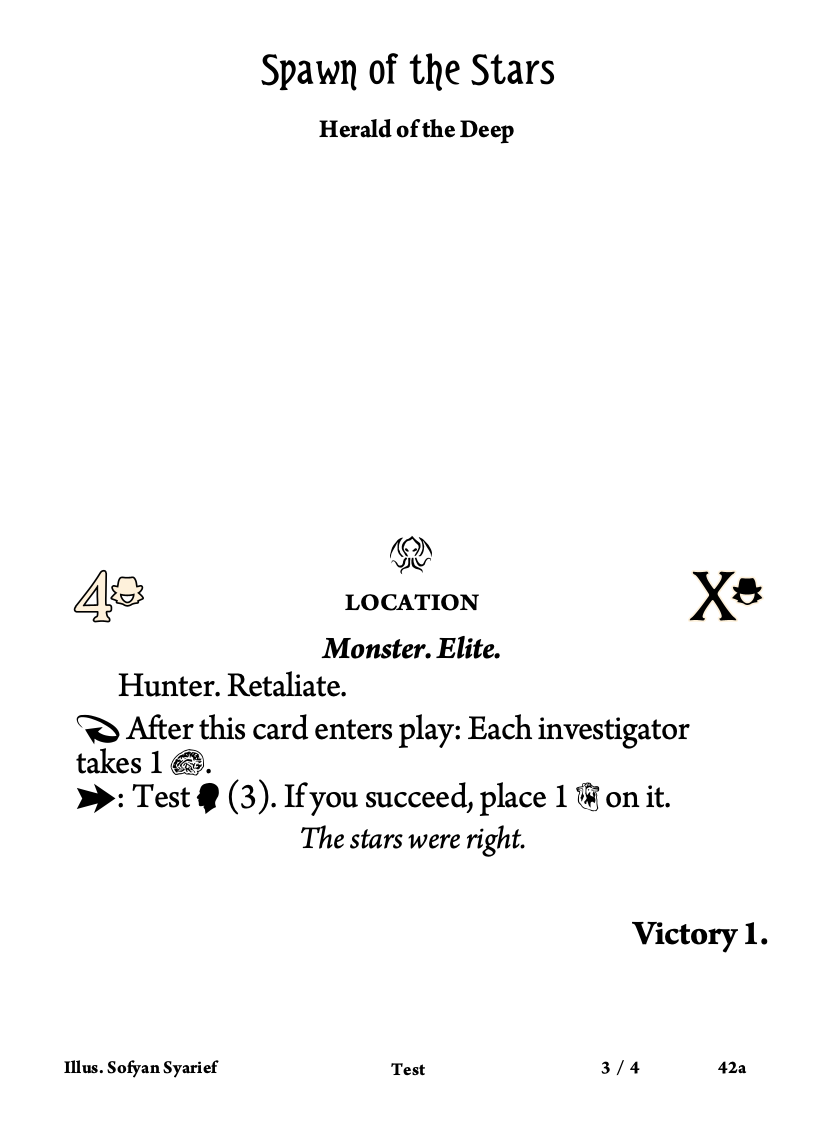 Spawn of the Stars
Herald of the Deep
4 X
LOCATION
Monster. Elite.
Hunter. Retaliate.
After this card enters play: Each investigator
takes 1 .
: Test (3). If you succeed, place 1 on it.
The stars were right.
Victory 1.
Illus. Sofyan Syarief Test 3 / 4 42a